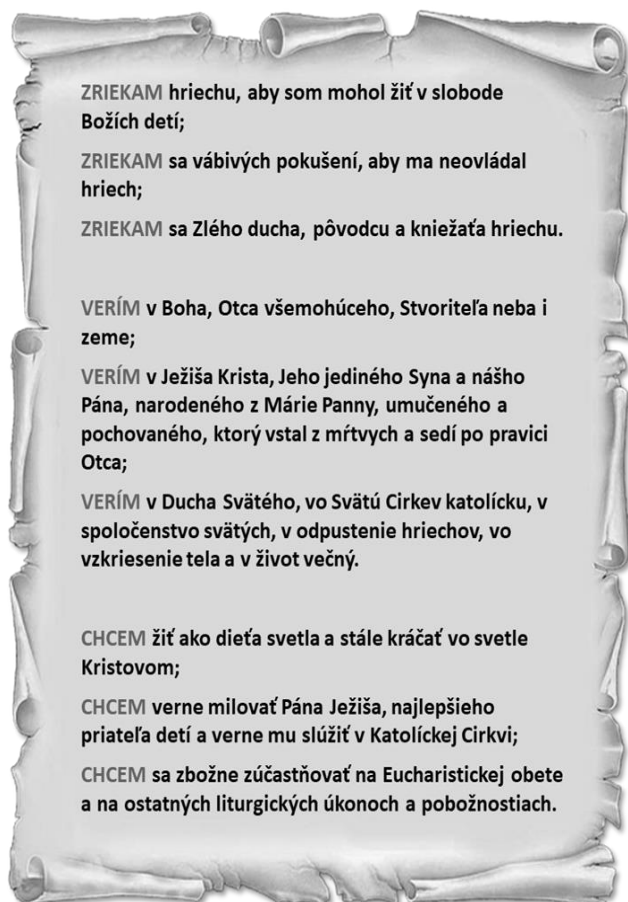 ZRIEKAM hriechu, aby som mohol žiť v slobode
Božích detí;
ZRIEKAM sa vábivých pokušení, aby ma neovládal
hriech;
ZRIEKAM sa Zlého ducha, pôvodcu a kniežaťa hriechu.
VERÍM v Boha, Otca všemohúceho, Stvoriteľa neba i
zeme;
VERÍM v Ježiša Krista, Jeho jediného Syna a nášho
Pána, narodeného z Márie Panny, umučeného a
pochovaného, ktorý vstal z mŕtvych a sedí po pravici
Otca;
VERÍM v Ducha Svätého, vo Svätú Cirkev katolícku, v
spoločenstvo svätých, v odpustenie hriechov, vo
vzkriesenie tela a v život večný.
CHCEM žiť ako dieťa svetla a stále kráčať vo svetle
Kristovom;
CHCEM verne milovať Pána Ježiša, najlepšieho
priateľa detí a verne mu slúžiť v Katolíckej Cirkvi;
CHCEM sa zbožne zúčastňovať na Eucharistickej obete
a na ostatných liturgických úkonoch a pobožnostiach.